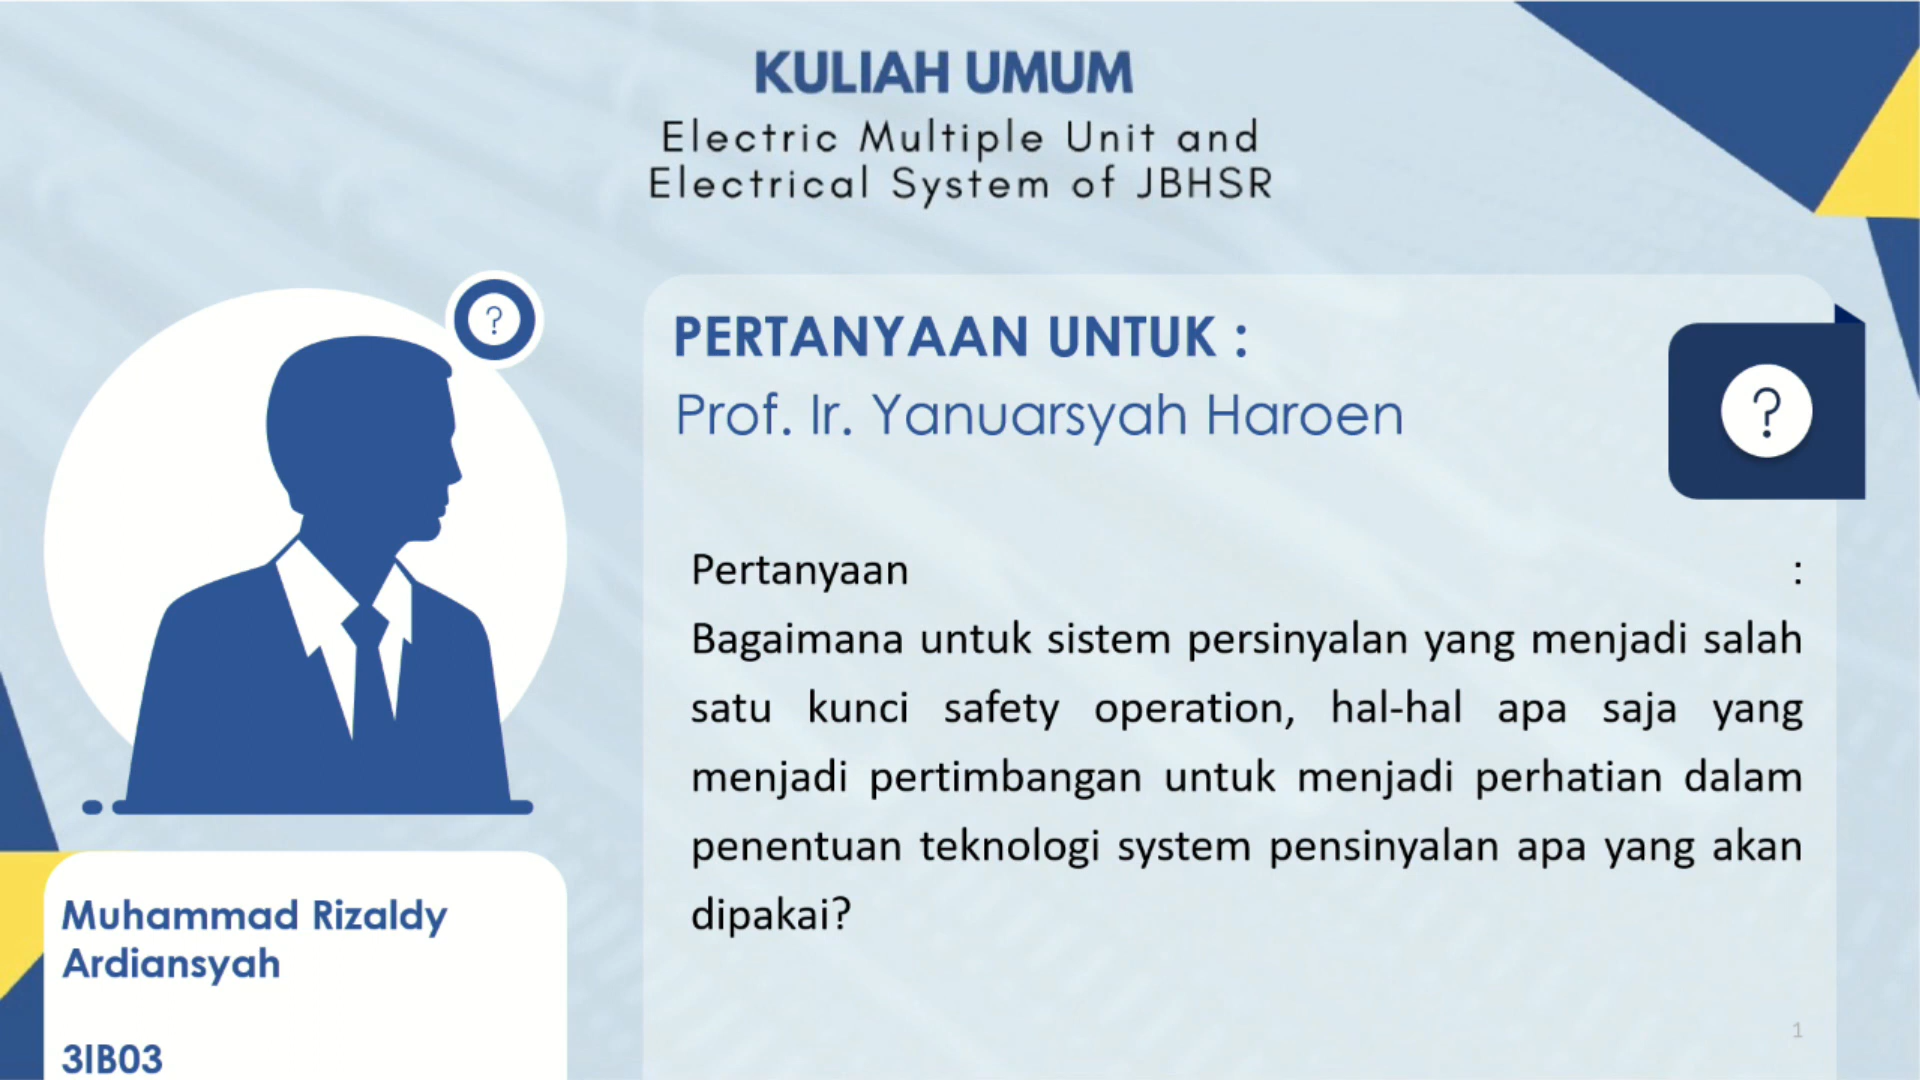 KULIAH UMUM
Electric Multiple Unit and
Electrical System of JBHSR
?
PERTANYAAN UNTUK :
Prof. Ir. Yanuarsyah Haroen
?
Pertanyaan :
Bagaimana untuk sistem persinyalan yang menjadi salah
satu kunci safety operation, hal-hal apa saja yang
menjadi pertimbangan untuk menjadi perhatian dalam
penentuan teknologi system pensinyalan apa yang akan
dipakai?
Muhammad Rizaldy
Ardiansyah
3IB03
1